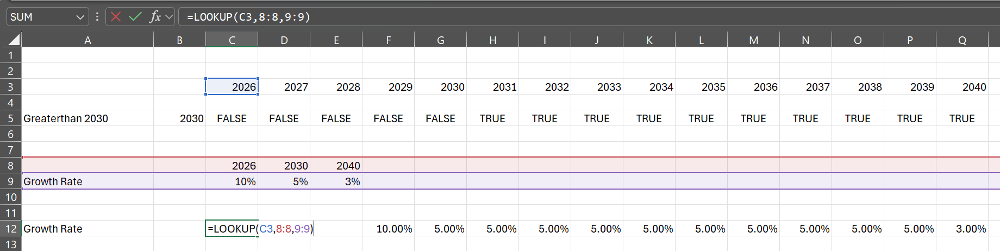 SUM fx =LOOKUP(C3,8:8,9:9)
A B C D E F G H I J K L M N O P Q
1
2
3 2026 2027 2028 2029 2030 2031 2032 2033 2034 2035 2036 2037 2038 2039 2040
4
5 Greaterthan 2030 2030 FALSE FALSE FALSE FALSE FALSE TRUE TRUE TRUE TRUE TRUE TRUE TRUE TRUE TRUE TRUE
6
7
8 2026 2030 2040
9 Growth Rate 10% 5% 3%
10
11
12 Growth Rate =LOOKUP(C3,8:8,9:9) 10.00% 5.00% 5.00% 5.00% 5.00% 5.00% 5.00% 5.00% 5.00% 5.00% 5.00% 3.00%
13